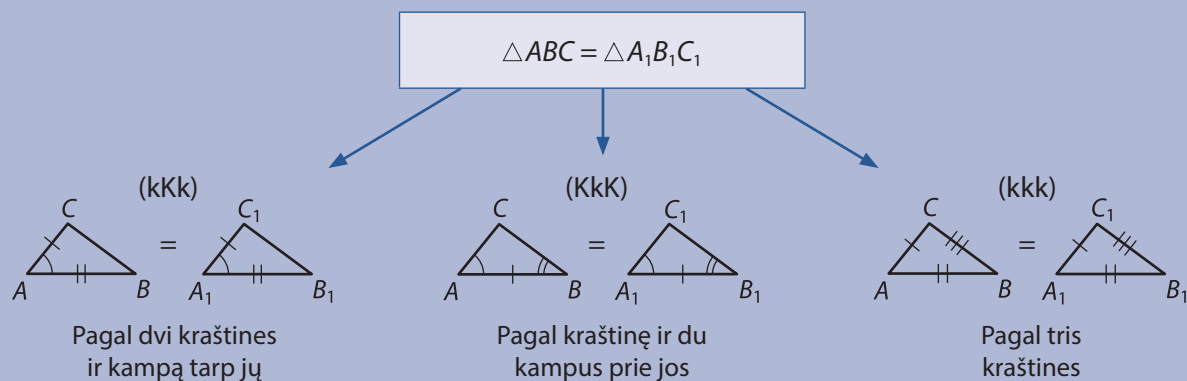 △ABC = △A₁B₁C₁
(kKk)
C
C₁
=
A
B
A₁
B₁
Pagal dvi kraštines
ir kampą tarp jų
(KkK)
C
C₁
=
A
B
A₁
B₁
Pagal kraštinę ir du
kampus prie jos
(kkk)
C
C₁
=
A
B
A₁
B₁
Pagal tris
kraštines